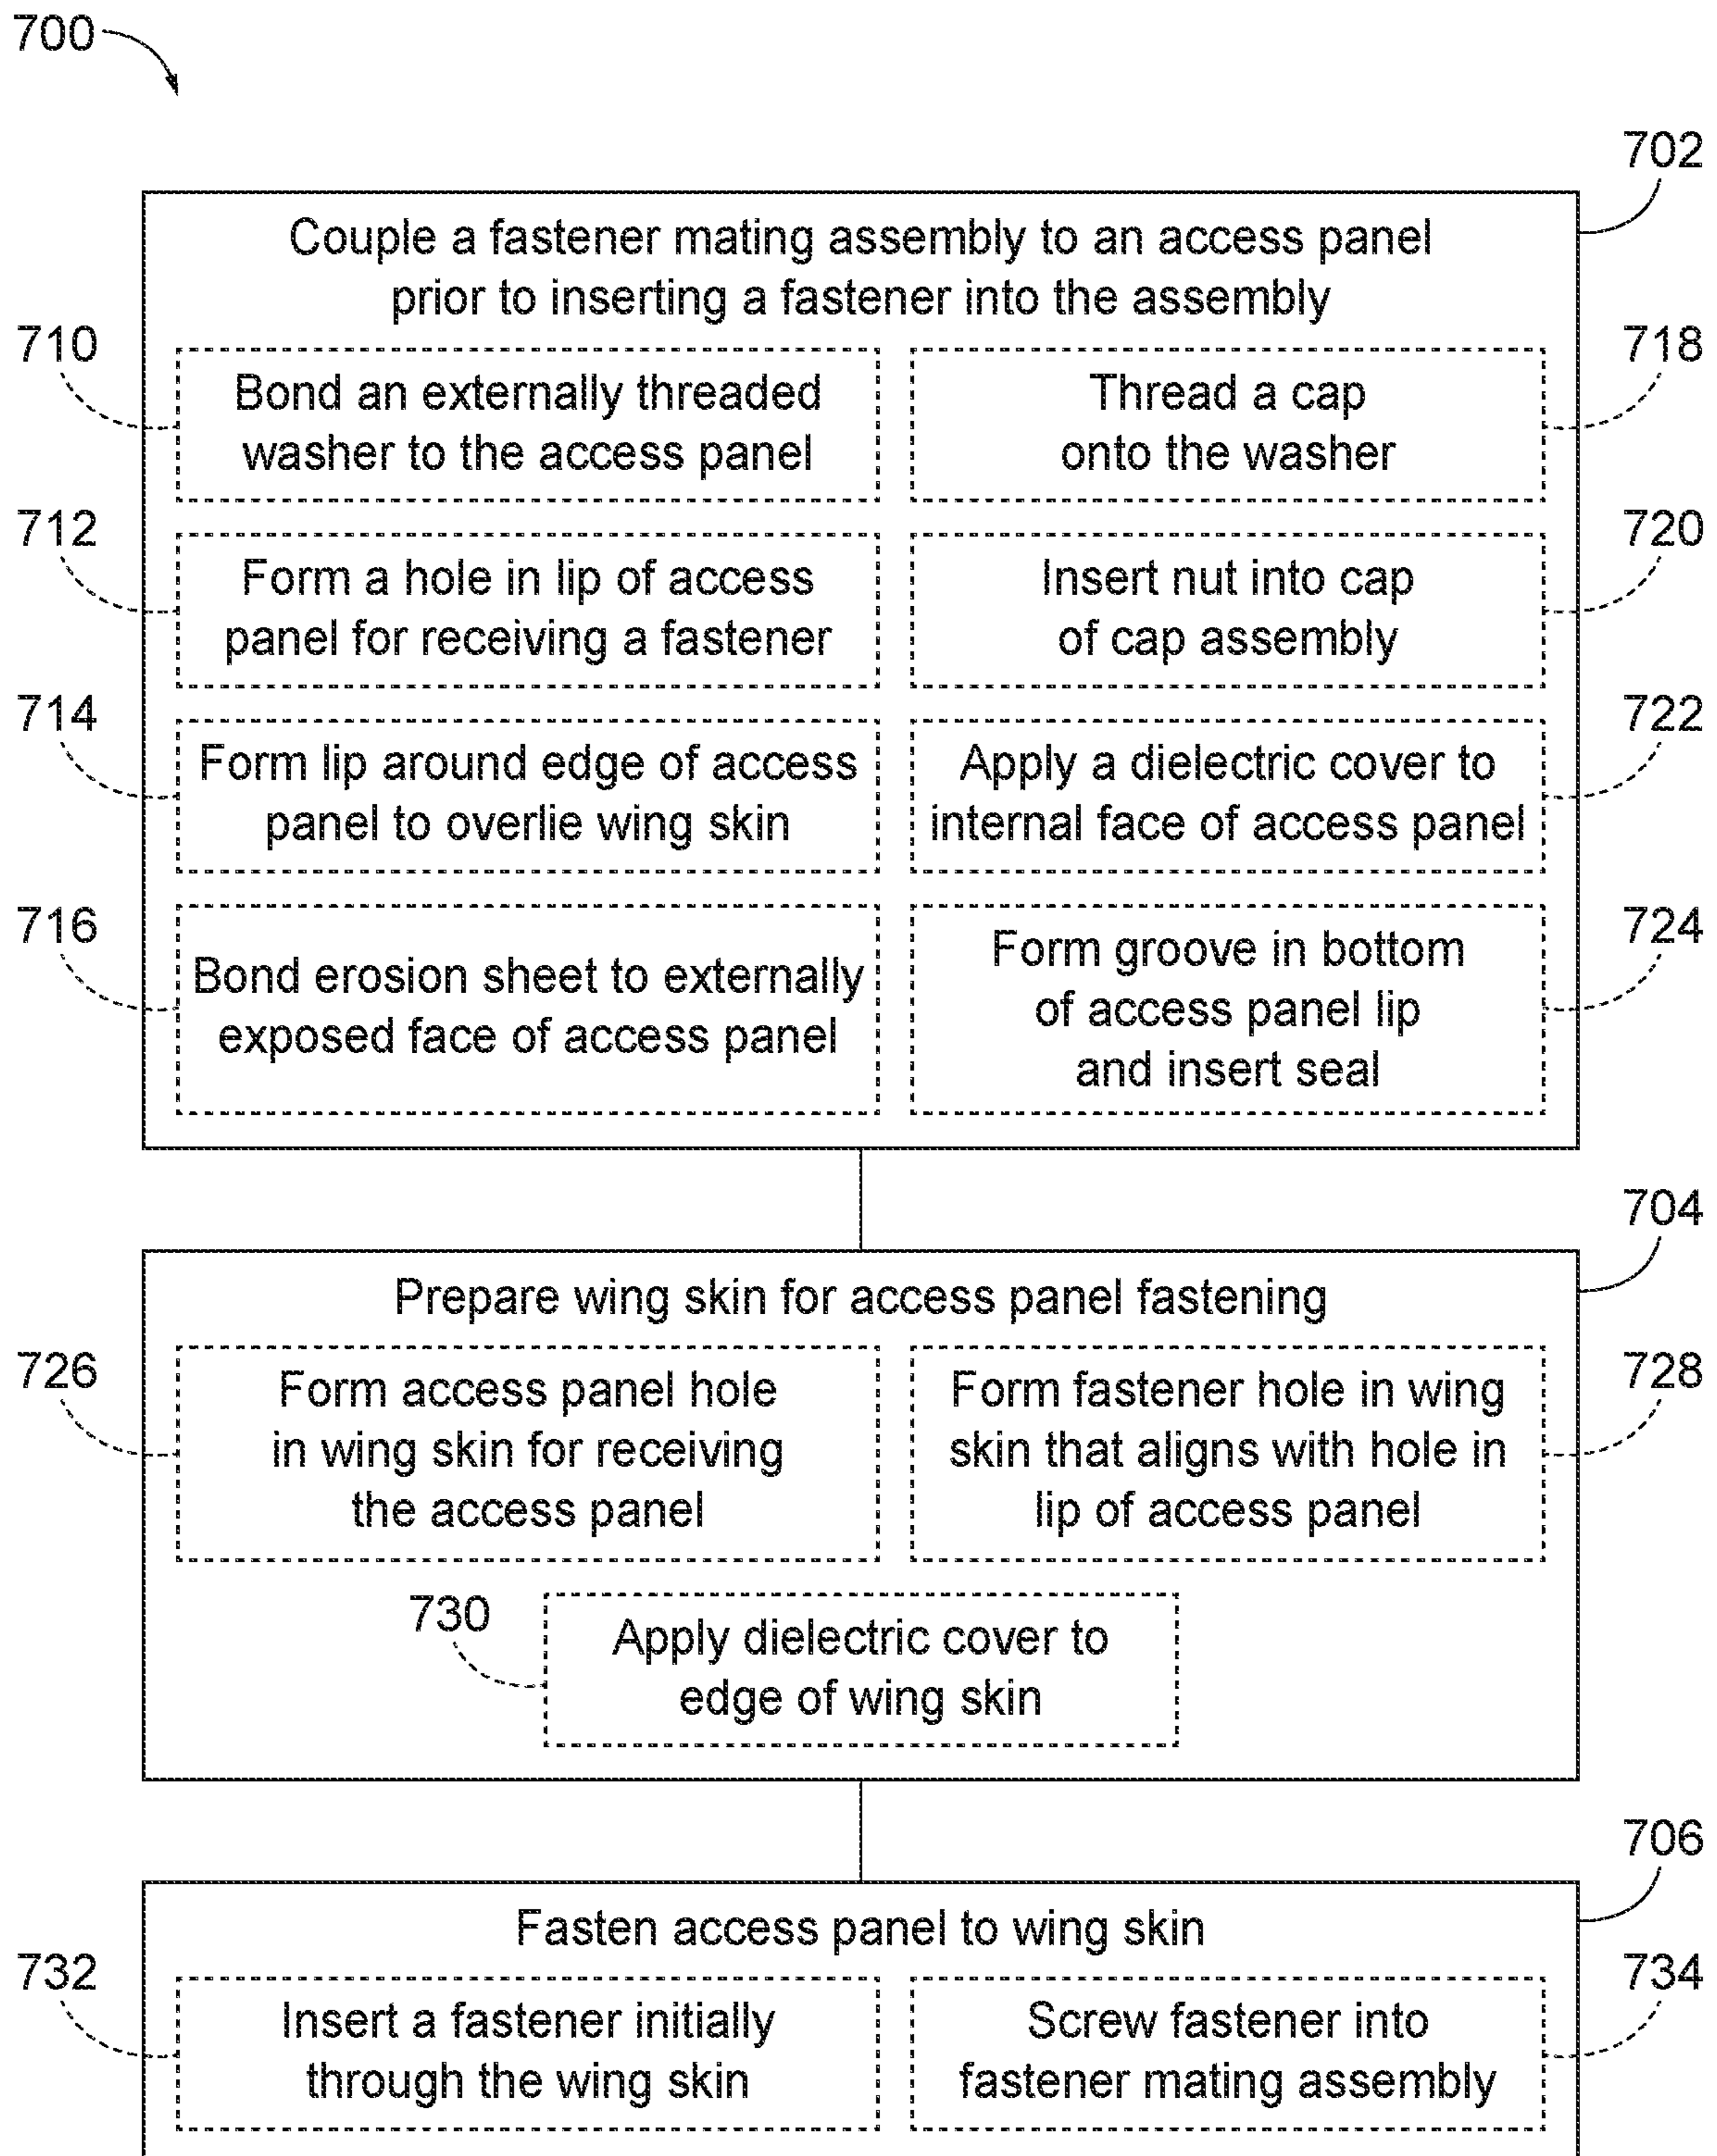 700
702
Couple a fastener mating assembly to an access panel
prior to inserting a fastener into the assembly
710
Bond an externally threaded
washer to the access panel
718
Thread a cap
onto the washer
712
Form a hole in lip of access
panel for receiving a fastener
720
Insert nut into cap
of cap assembly
714
Form lip around edge of access
panel to overlie wing skin
722
Apply a dielectric cover to
internal face of access panel
716
Bond erosion sheet to externally
exposed face of access panel
724
Form groove in bottom
of access panel lip
and insert seal
704
Prepare wing skin for access panel fastening
726
Form access panel hole
in wing skin for receiving
the access panel
728
Form fastener hole in wing
skin that aligns with hole in
lip of access panel
730
Apply dielectric cover to
edge of wing skin
706
Fasten access panel to wing skin
732
Insert a fastener initially
through the wing skin
734
Screw fastener into
fastener mating assembly